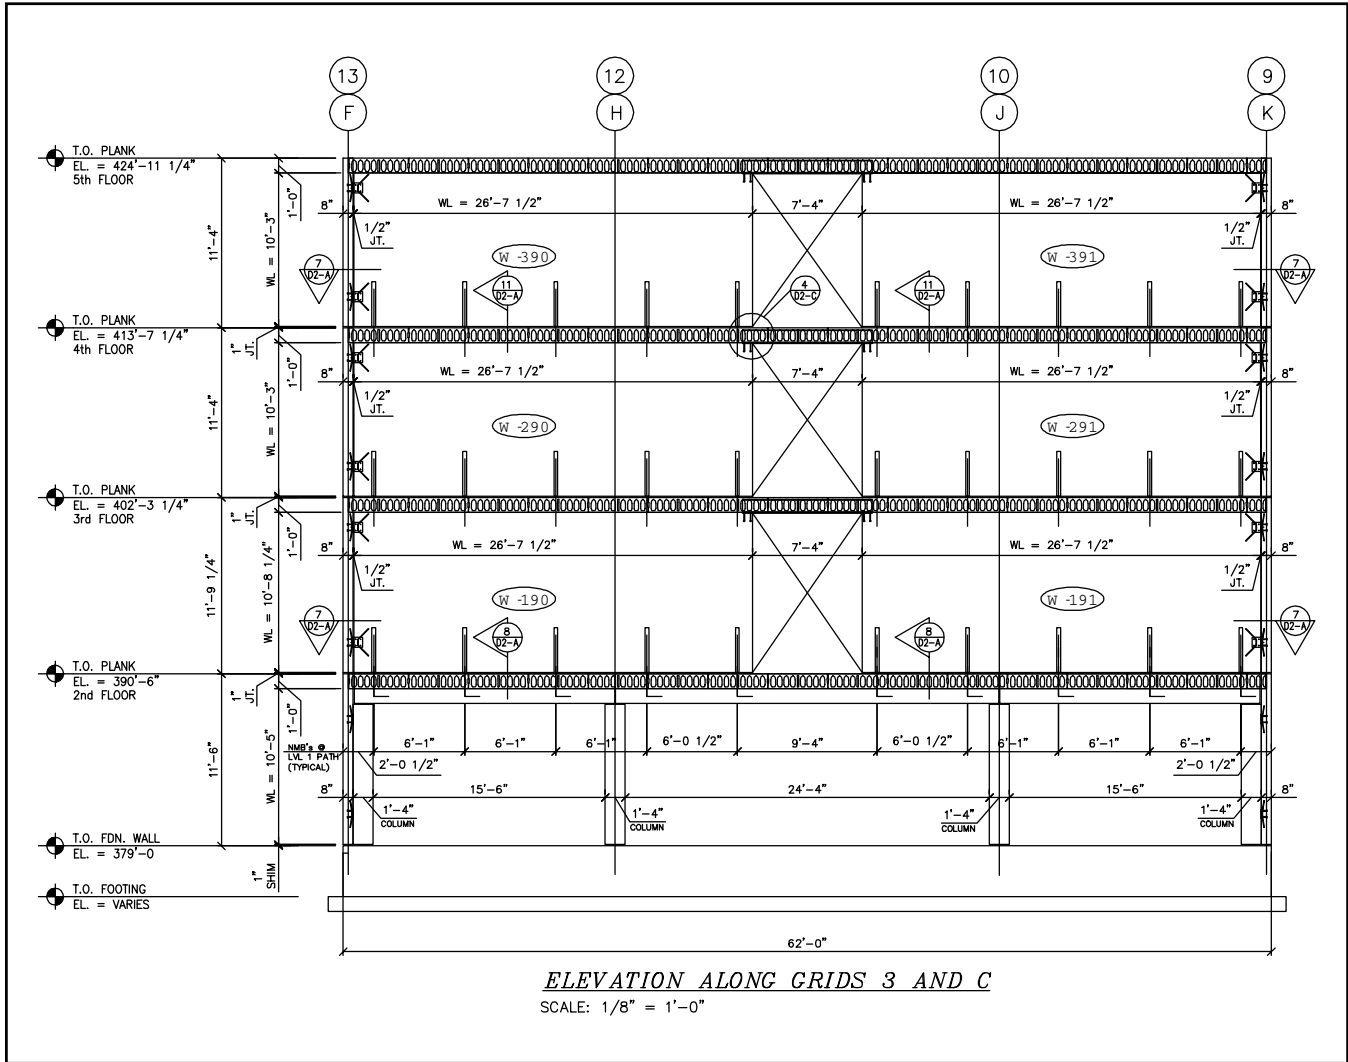 13 12 10 9
F H J K
T.O. PLANK
EL. = 424'-11 1/4"
5th FLOOR
1'-0"
8" WL = 26'-7 1/2" 7'-4" WL = 26'-7 1/2" 8"
1/2" JT. 1/2" JT.
11'-4"
WL = 10'-3"
W -390 W -391
7 D2-A 11 D2-A 4 D2-C 11 D2-A 7 D2-A
T.O. PLANK
EL. = 413'-7 1/4"
4th FLOOR
1" JT.
1'-0"
8" WL = 26'-7 1/2" 7'-4" WL = 26'-7 1/2" 8"
1/2" JT. 1/2" JT.
11'-4"
WL = 10'-3"
W -290 W -291
T.O. PLANK
EL. = 402'-3 1/4"
3rd FLOOR
1" JT.
1'-0"
8" WL = 26'-7 1/2" 7'-4" WL = 26'-7 1/2" 8"
1/2" JT. 1/2" JT.
11'-9 1/4"
WL = 10'-8 1/4"
W -190 W -191
7 D2-A 8 D2-A 8 D2-A 7 D2-A
T.O. PLANK
EL. = 390'-6"
2nd FLOOR
1" JT.
1'-0"
11'-6"
WL = 10'-5"
NMB's @
LVL 1 PATH
(TYPICAL)
6'-1" 6'-1" 6'-1" 6'-0 1/2" 9'-4" 6'-0 1/2" 6'-1" 6'-1" 6'-1"
2'-0 1/2" 2'-0 1/2"
8" 15'-6" 24'-4" 15'-6" 8"
1'-4" 1'-4" 1'-4" 1'-4"
COLUMN COLUMN COLUMN COLUMN
T.O. FDN. WALL
EL. = 379'-0
1" SHIM
T.O. FOOTING
EL. = VARIES
62'-0"
ELEVATION ALONG GRIDS 3 AND C
SCALE: 1/8" = 1'-0"